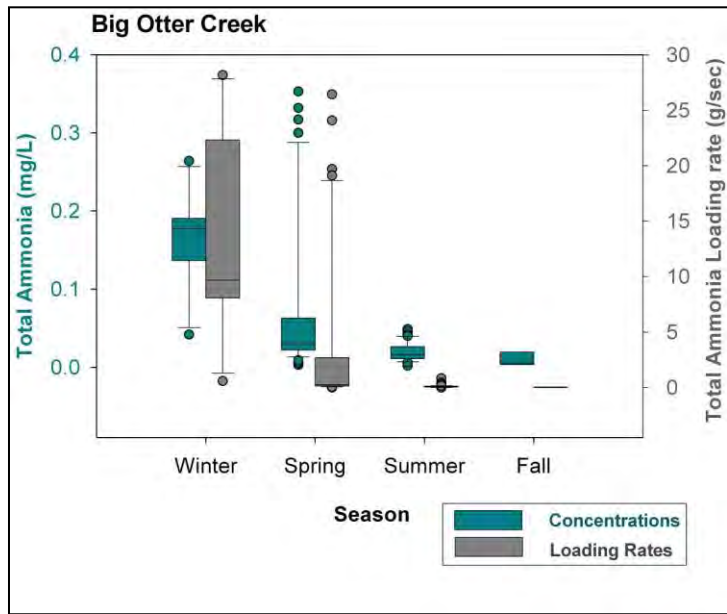 Big Otter Creek
Total Ammonia (mg/L)
0.4
0.3
0.2
0.1
0.0
Total Ammonia Loading rate (g/sec)
30
25
20
15
10
5
0
Winter Spring Summer Fall
Season
Concentrations
Loading Rates